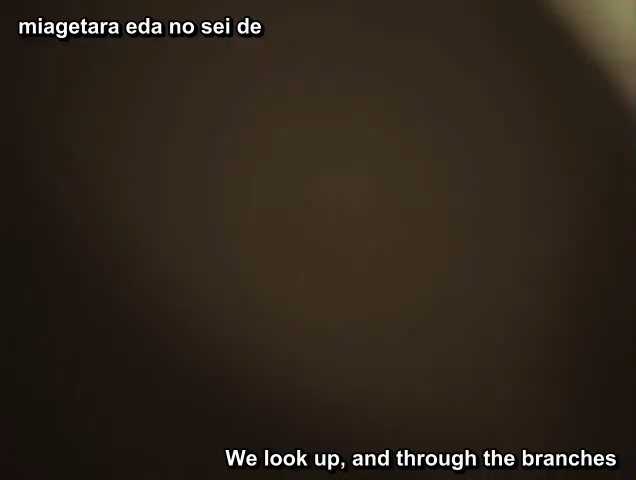 miagetara eda no sei de
We look up, and through the branches